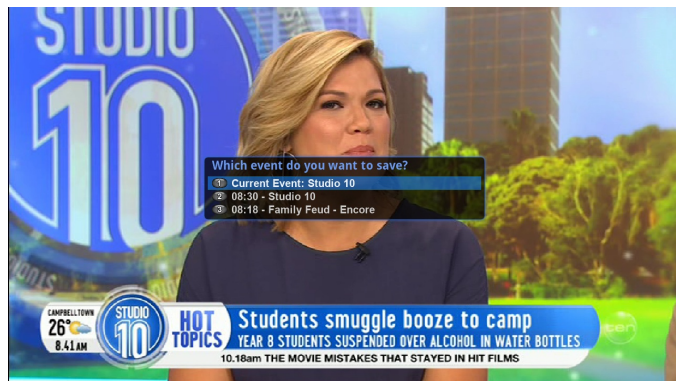 STUDIO
10
Which event do you want to save?
1 Current Event: Studio 10
2 08:30 - Studio 10
3 08:18 - Family Feud - Encore
CAMPBELLTOWN
26°
8.41AM
STUDIO
10
HOT
TOPICS
Students smuggle booze to camp
YEAR 8 STUDENTS SUSPENDED OVER ALCOHOL IN WATER BOTTLES
10.18am THE MOVIE MISTAKES THAT STAYED IN HIT FILMS
ten